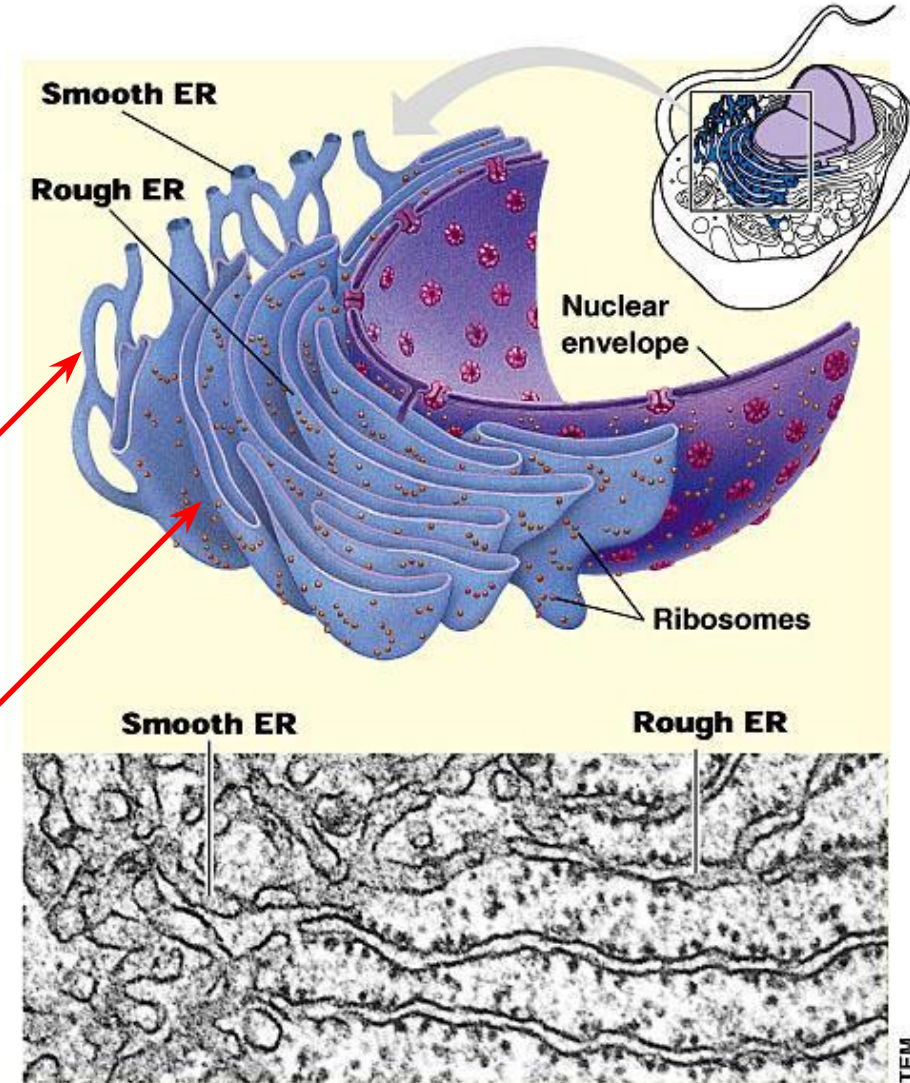 Smooth ER
Rough ER
Nuclear
envelope
Ribosomes
Smooth ER
Rough ER
TEM